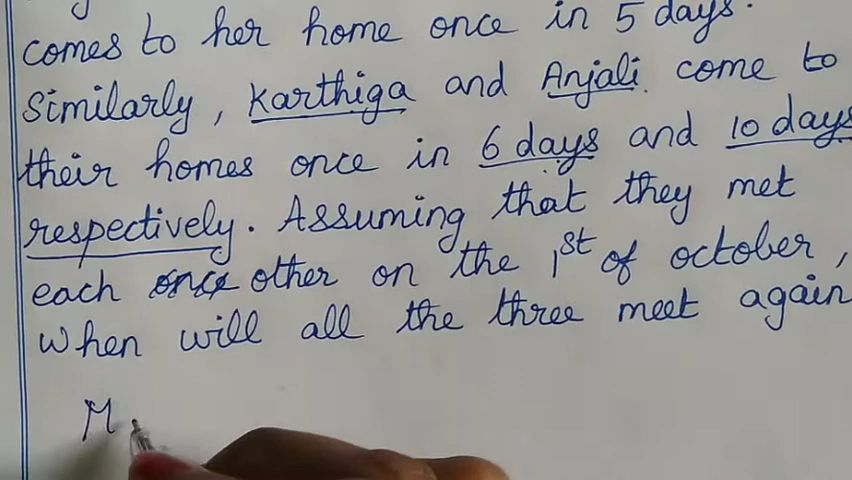 comes to her home once in 5 days.
Similarly, Karthiga and Anjali come to
their homes once in 6 days and 10 days
respectively. Assuming that they met
each once other on the 1st of october,
when will all the three meet again
M